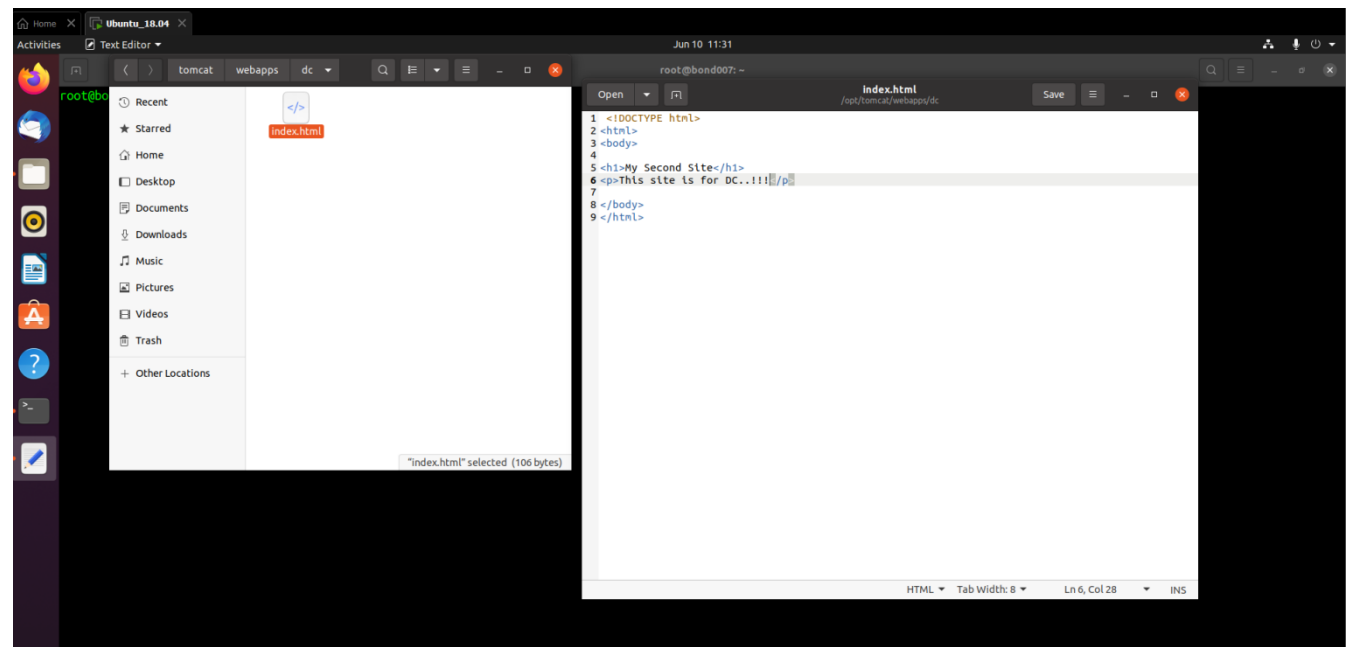 Home
Ubuntu_18.04
Activities Text Editor Jun 10 11:31
tomcat webapps dc
root@bond007: ~
root@bo
Recent
Starred
Home
Desktop
Documents
Downloads
Music
Pictures
Videos
Trash
+ Other Locations
</>
index.html
"index.html" selected (106 bytes)
Open index.html Save
/opt/tomcat/webapps/dc
1 <!DOCTYPE html>
2 <html>
3 <body>
4
5 <h1>My Second Site</h1>
6 <p>This site is for DC..!!!</p>
7
8 </body>
9 </html>
HTML Tab Width: 8 Ln 6, Col 28 INS